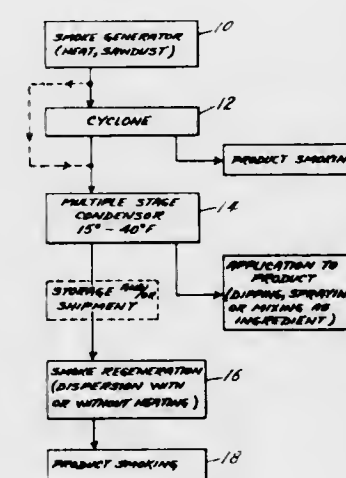 SMOKE GENERATOR
(HEAT, SAWDUST)
10
CYCLONE
12
PRODUCT SMOKING
MULTIPLE STAGE
CONDENSOR
15° - 40°F
14
STORAGE AND/OR
SHIPMENT
APPLICATION TO
PRODUCT
(DIPPING, SPRAYING
OR MIXING AS
INGREDIENT)
SMOKE REGENERATION
(DISPERSION WITH
OR WITHOUT HEATING)
16
PRODUCT SMOKING
18